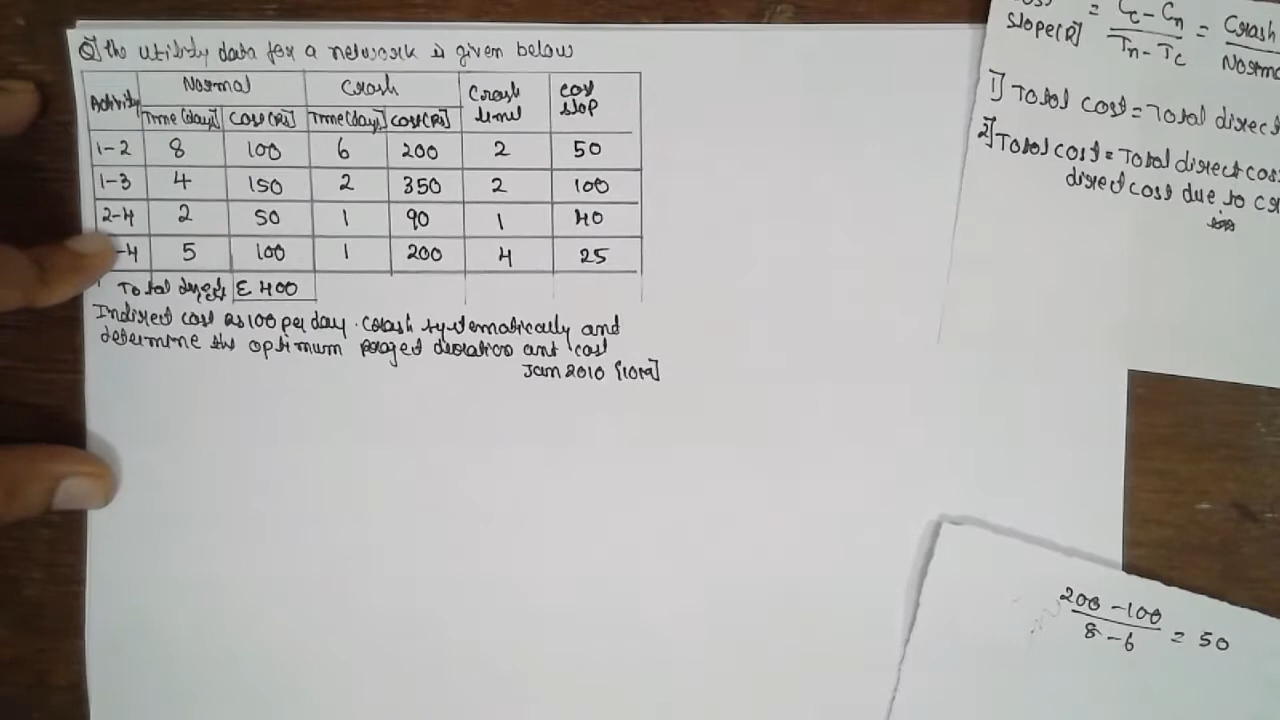 Q] The utility data for a network is given below
Activity Normal Crash Crash time Cost slop
Time [days] Cost [Rs] Time [days] Cost [Rs]
1-2 8 100 6 200 2 50
1-3 4 150 2 350 2 100
2-4 2 50 1 90 1 40
-4 5 100 1 200 4 25
Total direct Σ 400
Indirect cost Rs 100 per day. Crash systematically and
determine the optimum project duration and cost
Jan 2010 [10M]
slope[R] = Cc - Cn / Tn - Tc = Crash / Norma
1] Total cost = Total direc
2] Total cost = Total direct cos
direct cost due to cr
200 - 100 / 8 - 6 = 50